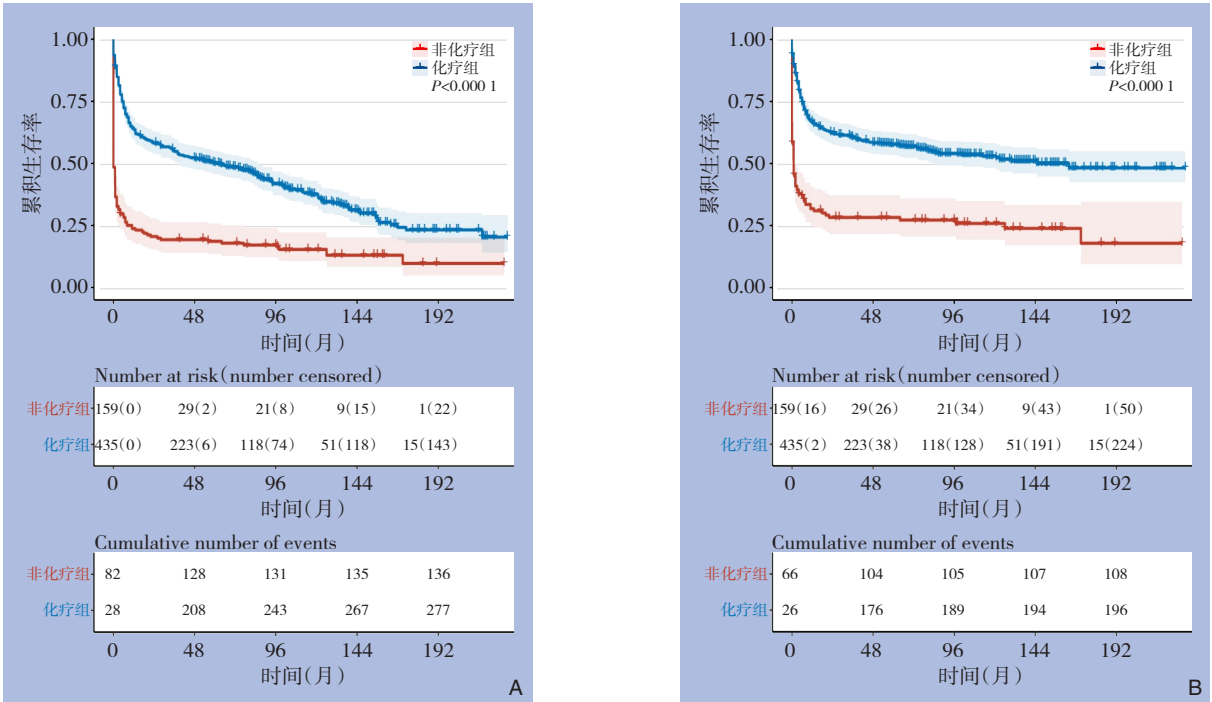 1.00
0.75
0.50
0.25
0.00
累积生存率
非化疗组
化疗组
P<0.000 1
0 48 96 144 192
时间(月)
Number at risk(number censored)
非化疗组 159(0) 29(2) 21(8) 9(15) 1(22)
化疗组 435(0) 223(6) 118(74) 51(118) 15(143)
0 48 96 144 192
时间(月)
Cumulative number of events
非化疗组 82 128 131 135 136
化疗组 28 208 243 267 277
0 48 96 144 192
时间(月)
A
1.00
0.75
0.50
0.25
0.00
累积生存率
非化疗组
化疗组
P<0.000 1
0 48 96 144 192
时间(月)
Number at risk(number censored)
非化疗组 159(16) 29(26) 21(34) 9(43) 1(50)
化疗组 435(2) 223(38) 118(128) 51(191) 15(224)
0 48 96 144 192
时间(月)
Cumulative number of events
非化疗组 66 104 105 107 108
化疗组 26 176 189 194 196
0 48 96 144 192
时间(月)
B